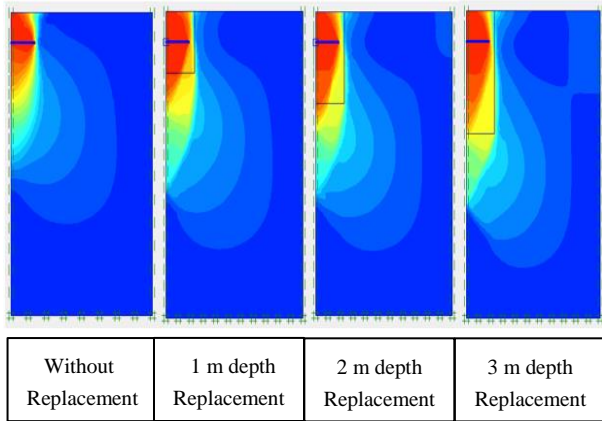 Without
Replacement
1 m depth
Replacement
2 m depth
Replacement
3 m depth
Replacement